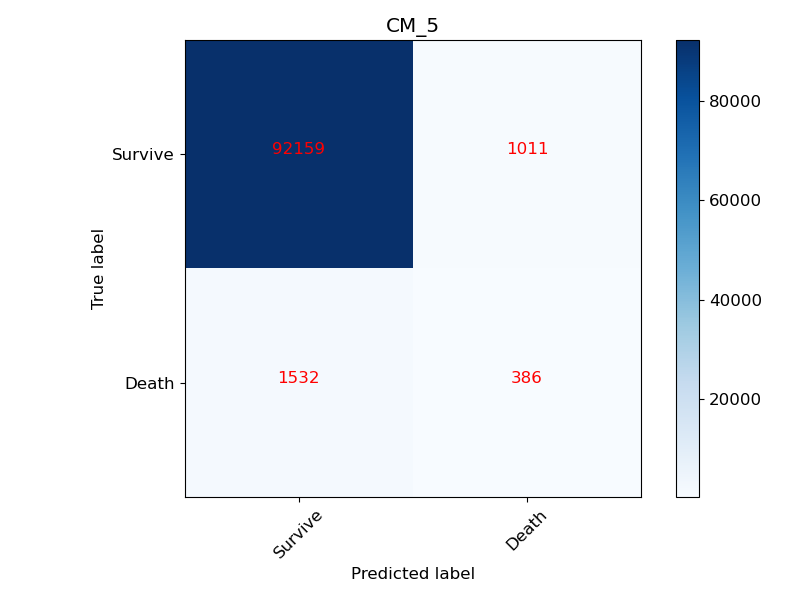 CM_5
Survive
92159
1011
80000
60000
40000
20000
True label
Death
1532
386
Survive
Death
Predicted label